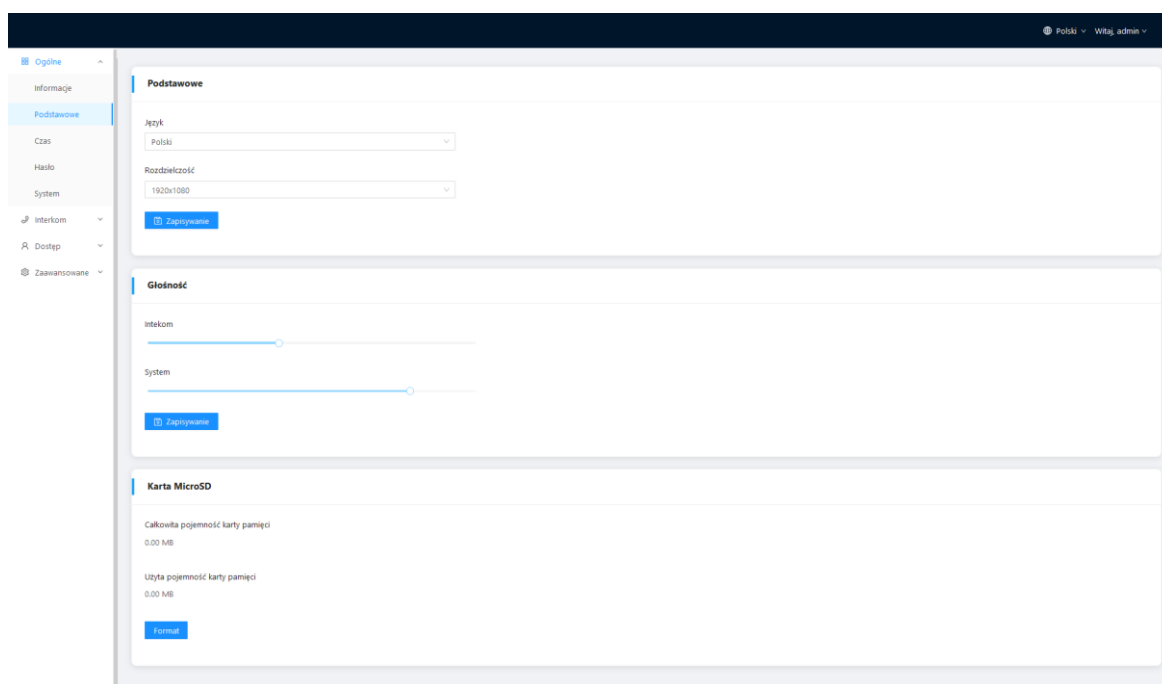 Polski Witaj, admin
Ogólne
Informacje
Podstawowe
Czas
Hasło
System
Interkom
Dostęp
Zaawansowane
Podstawowe
Język
Polski
Rozdzielczość
1920x1080
Zapisywanie
Głośność
Intekom
System
Zapisywanie
Karta MicroSD
Całkowita pojemność karty pamięci
0.00 MB
Użyta pojemność karty pamięci
0.00 MB
Format